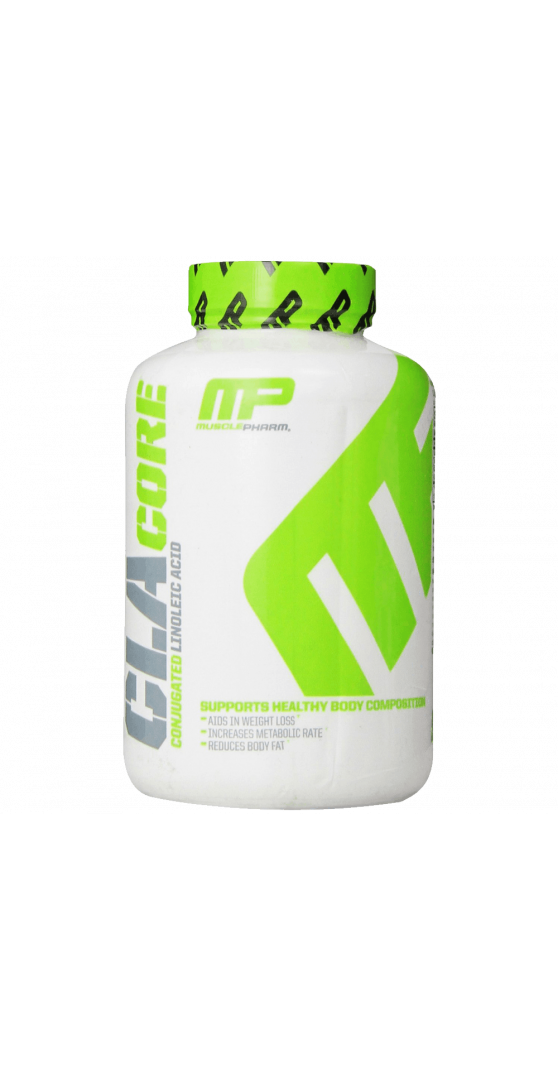 MP
MUSCLEPHARM®
CLA CORE
CONJUGATED LINOLEIC ACID
SUPPORTS HEALTHY BODY COMPOSITION
AIDS IN WEIGHT LOSS*
INCREASES METABOLIC RATE*
REDUCES BODY FAT*